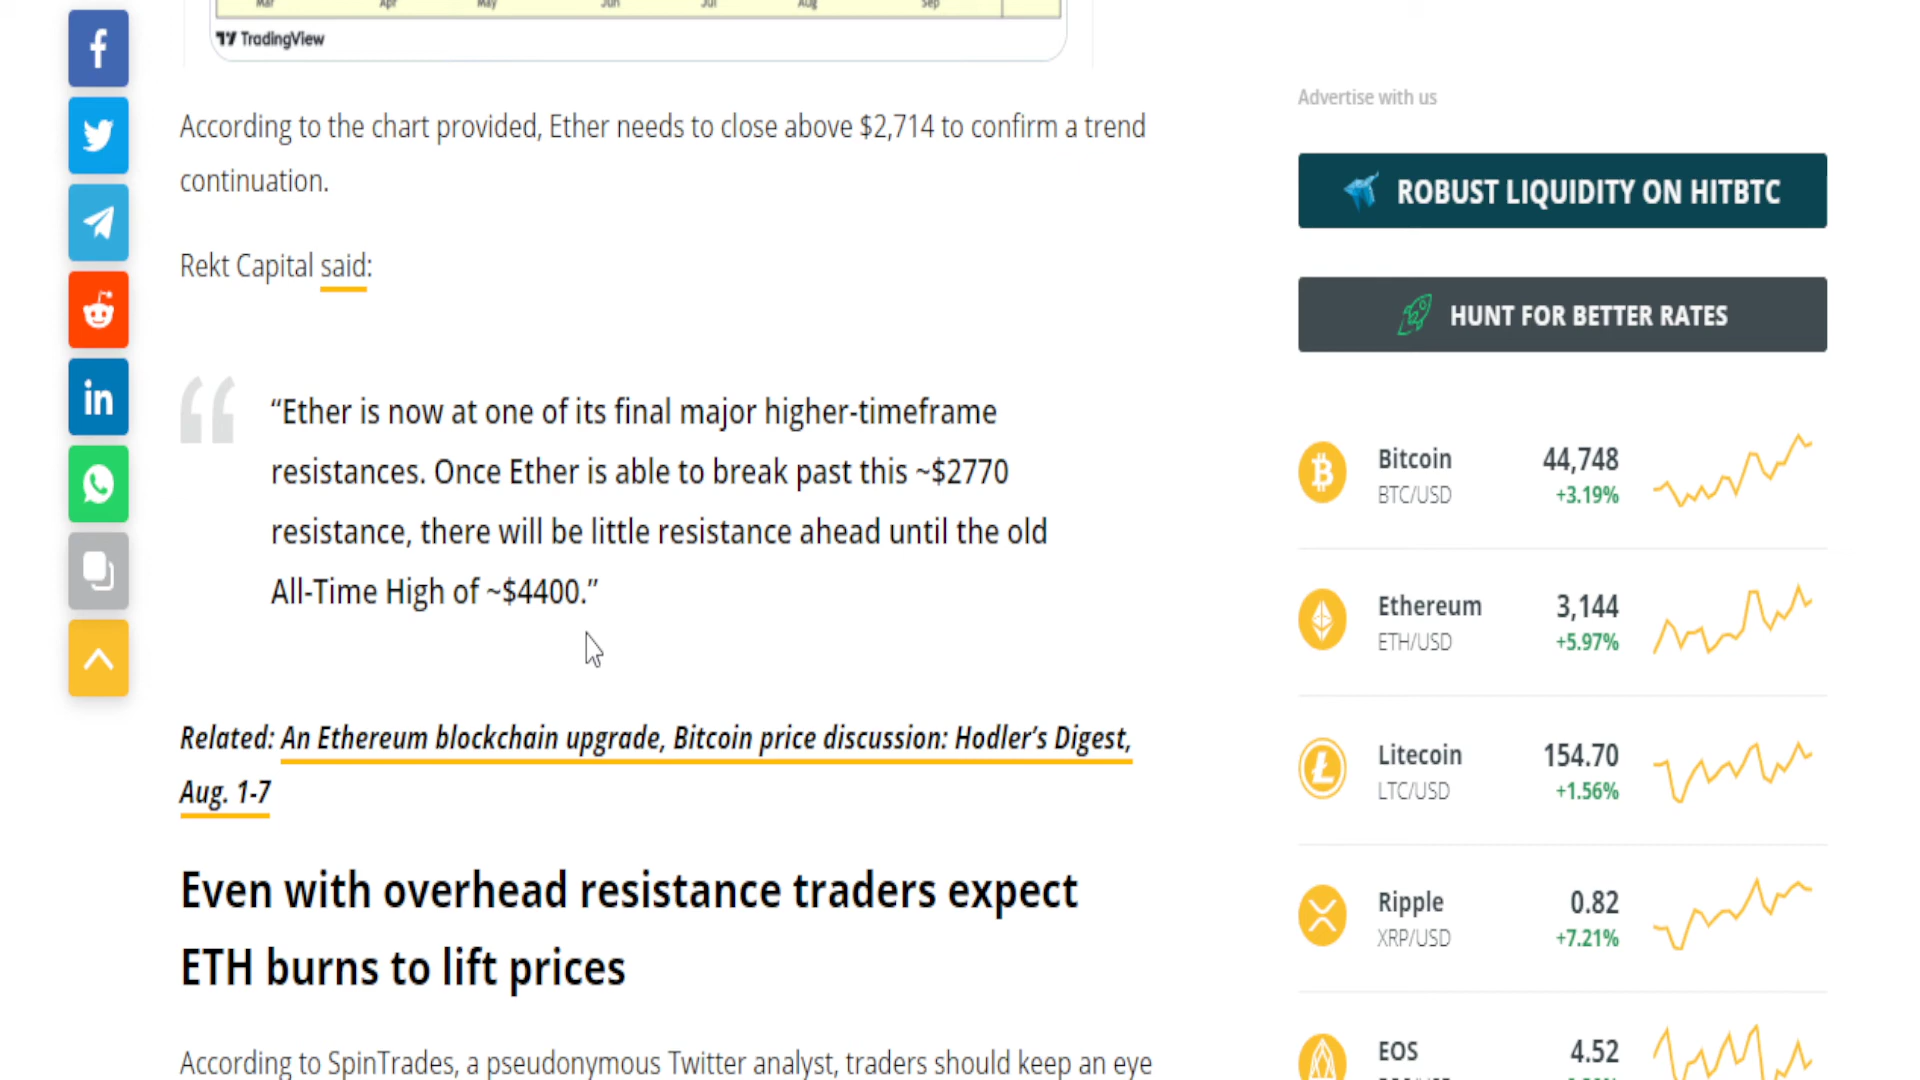 Mar Apr May Jun Jul Aug Sep
TradingView
According to the chart provided, Ether needs to close above $2,714 to confirm a trend
continuation.
Rekt Capital said:
“Ether is now at one of its final major higher-timeframe
resistances. Once Ether is able to break past this ~$2770
resistance, there will be little resistance ahead until the old
All-Time High of ~$4400.”
Related: An Ethereum blockchain upgrade, Bitcoin price discussion: Hodler’s Digest,
Aug. 1-7
Even with overhead resistance traders expect
ETH burns to lift prices
According to SpinTrades, a pseudonymous Twitter analyst, traders should keep an eye
Advertise with us
ROBUST LIQUIDITY ON HITBTC
HUNT FOR BETTER RATES
Bitcoin 44,748
BTC/USD +3.19%
Ethereum 3,144
ETH/USD +5.97%
Litecoin 154.70
LTC/USD +1.56%
Ripple 0.82
XRP/USD +7.21%
EOS 4.52